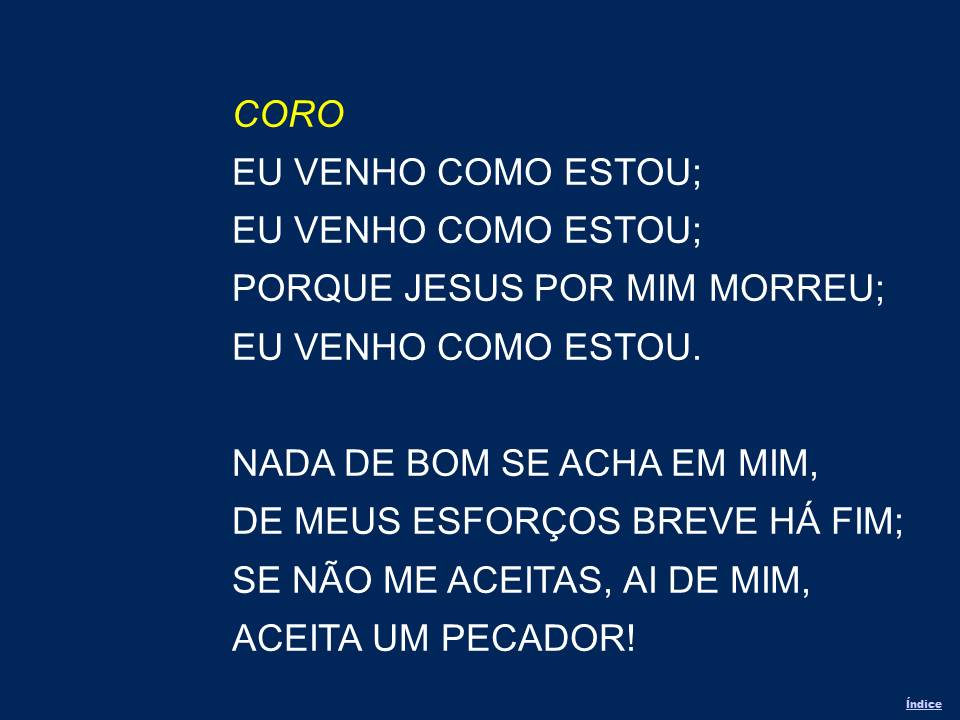 CORO
EU VENHO COMO ESTOU;
EU VENHO COMO ESTOU;
PORQUE JESUS POR MIM MORREU;
EU VENHO COMO ESTOU.
NADA DE BOM SE ACHA EM MIM,
DE MEUS ESFORÇOS BREVE HÁ FIM;
SE NÃO ME ACEITAS, AI DE MIM,
ACEITA UM PECADOR!
Índice